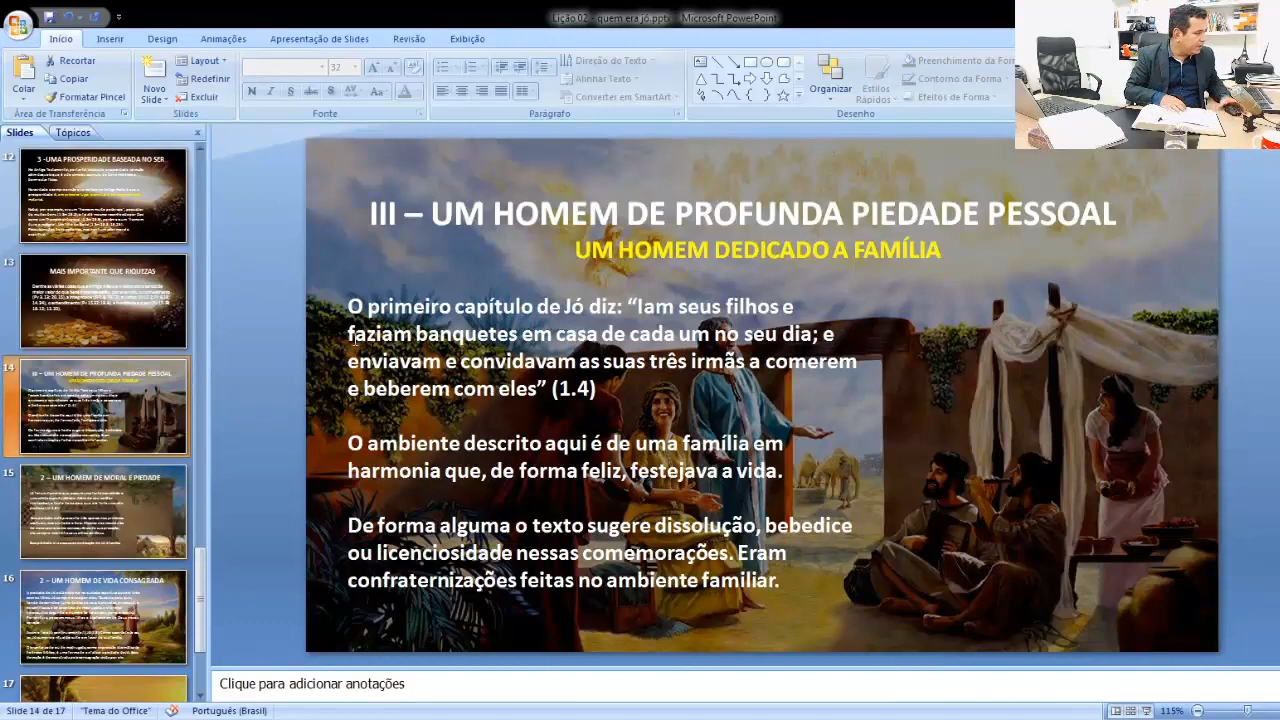 Lição 02 - quem era jó.pptx - Microsoft PowerPoint
Início Inserir Design Animações Apresentação de Slides Revisão Exibição
Colar
Recortar
Copiar
Formatar Pincel
Área de Transferência
Novo
Slide
Layout
Redefinir
Excluir
Slides
32
Fonte
Direção do Texto
Alinhar Texto
Converter em SmartArt
Parágrafo
Organizar
Estilos
Rápidos
Preenchimento da Forma
Contorno da Forma
Efeitos de Forma
Desenho
Slides Tópicos
12
3 -UMA PROSPERIDADE BASEADA NO SER
13
MAIS IMPORTANTE QUE RIQUEZAS
14
III – UM HOMEM DE PROFUNDA PIEDADE PESSOAL
15
2 – UM HOMEM DE MORAL E PIEDADE
16
2 – UM HOMEM DE VIDA CONSAGRADA
17
III – UM HOMEM DE PROFUNDA PIEDADE PESSOAL
UM HOMEM DEDICADO A FAMÍLIA
O primeiro capítulo de Jó diz: “Iam seus filhos e
faziam banquetes em casa de cada um no seu dia; e
enviavam e convidavam as suas três irmãs a comerem
e beberem com eles” (1.4)
O ambiente descrito aqui é de uma família em
harmonia que, de forma feliz, festejava a vida.
De forma alguma o texto sugere dissolução, bebedice
ou licenciosidade nessas comemorações. Eram
confraternizações feitas no ambiente familiar.
Clique para adicionar anotações
Slide 14 de 17 "Tema do Office" Português (Brasil) 115%